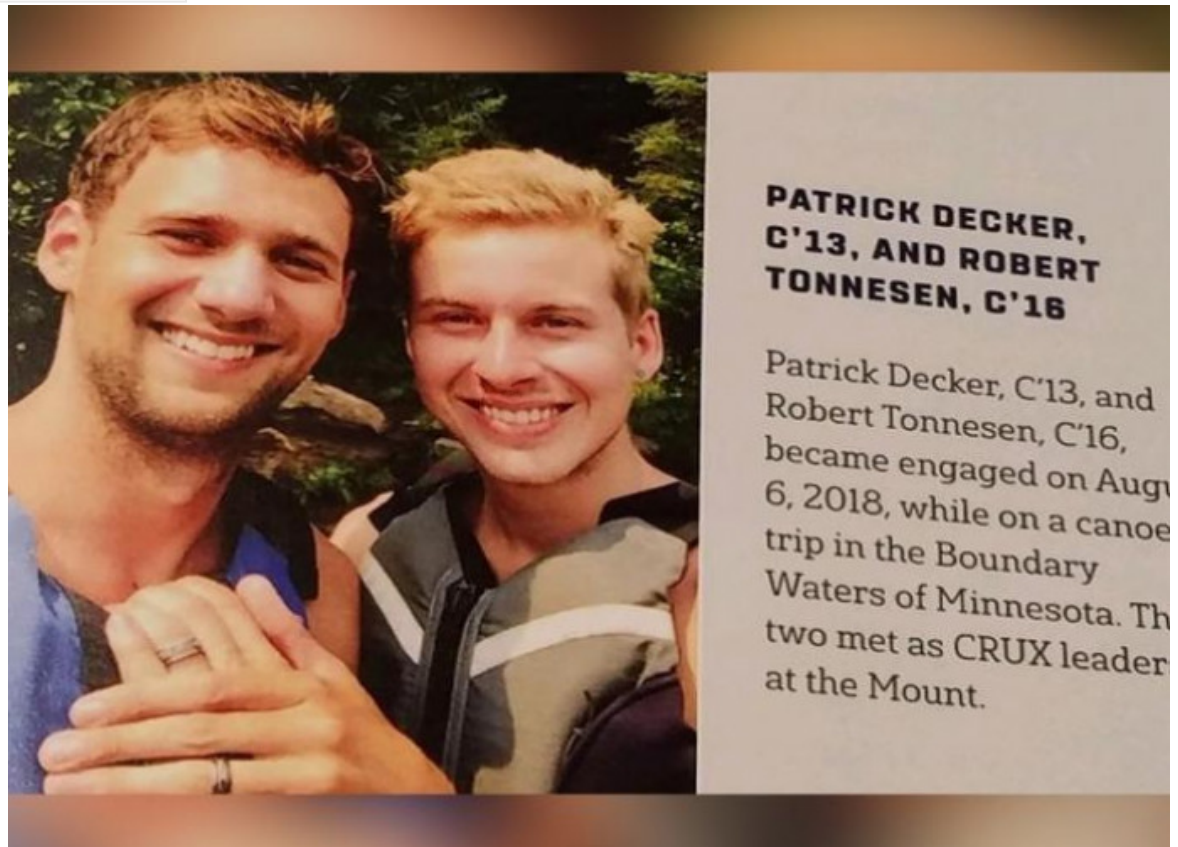 PATRICK DECKER,
C'13, AND ROBERT
TONNESEN, C'16
Patrick Decker, C'13, and
Robert Tonnesen, C'16,
became engaged on Augu
6, 2018, while on a canoe
trip in the Boundary
Waters of Minnesota. Th
two met as CRUX leader
at the Mount.